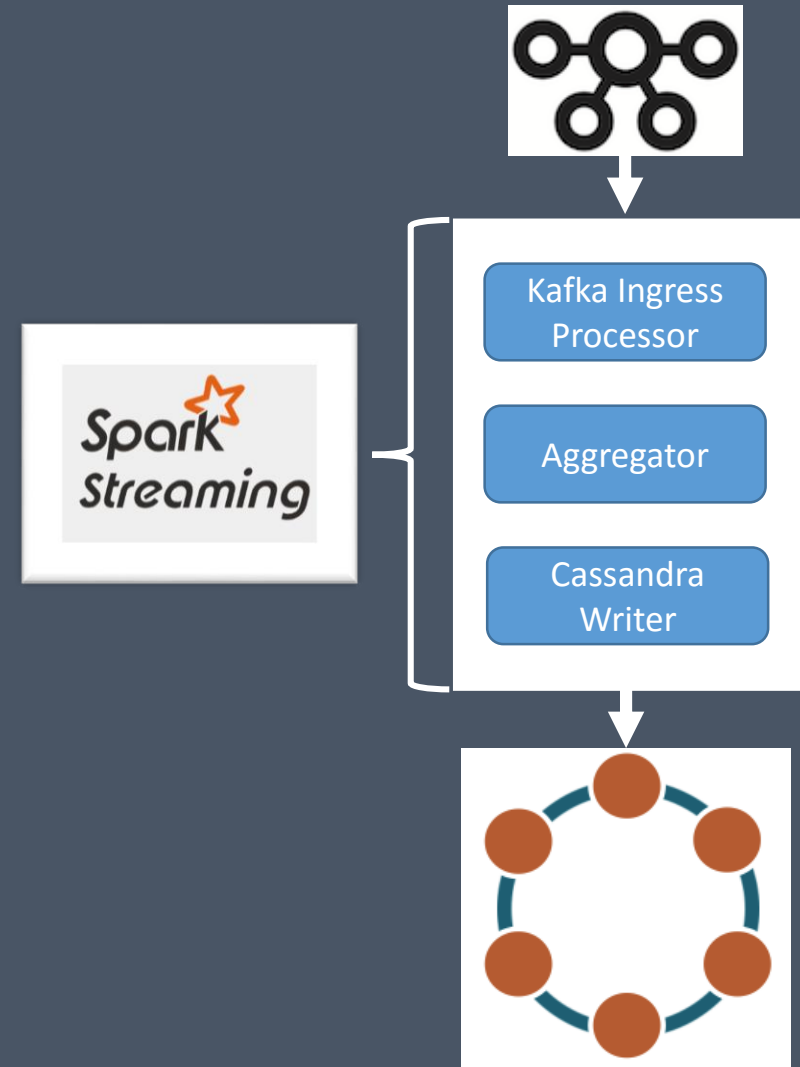 Kafka Ingress
Processor
Spark
Streaming
Aggregator
Cassandra
Writer